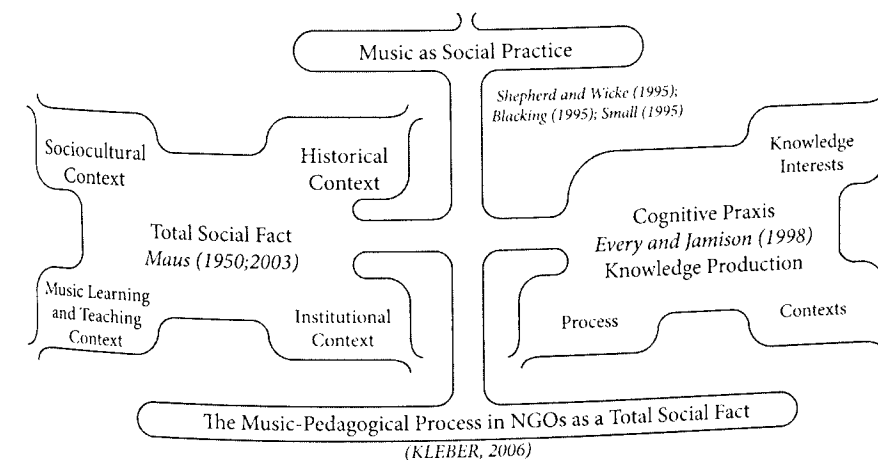 Music as Social Practice
Shepherd and Wicke (1995);
Blacking (1995); Small (1995)
Sociocultural
Context
Historical
Context
Total Social Fact
Maus (1950;2003)
Music Learning
and Teaching
Context
Institutional
Context
Knowledge
Interests
Cognitive Praxis
Every and Jamison (1998)
Knowledge Production
Process
Contexts
The Music-Pedagogical Process in NGOs as a Total Social Fact
(KLEBER, 2006)